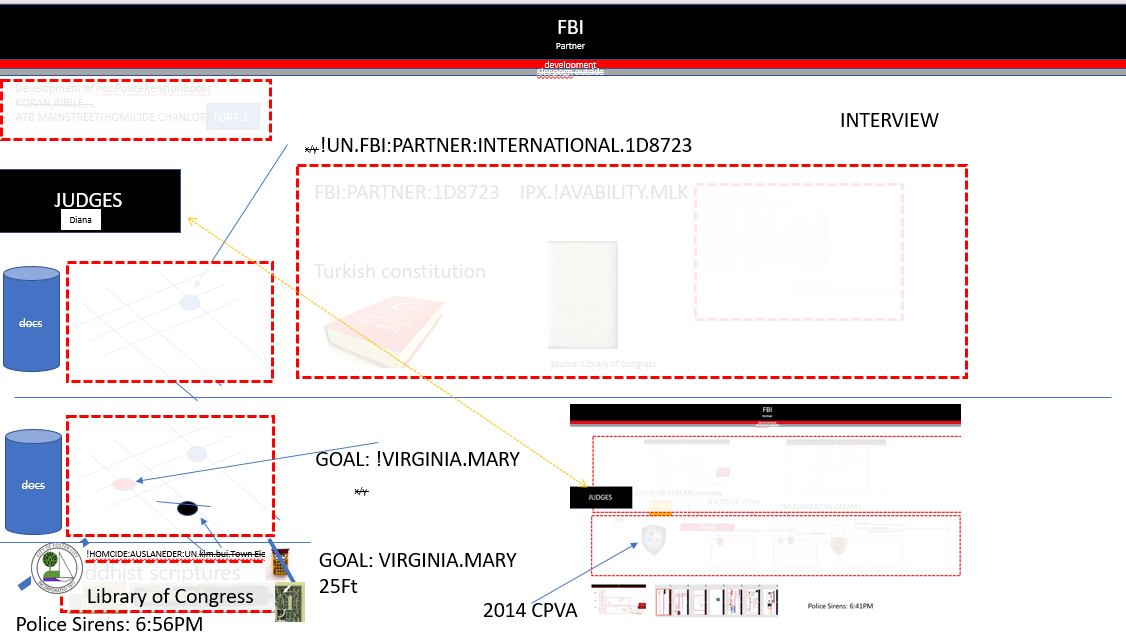 FBI
Partner
development
Sleepogn outside
Development of nonPoliceReligionBooks
KORAN,BIBILE,...
ATB MAINSTREET(HOMICIDE:CHANLOR)
TORT-1
INTERVIEW
x/y !UN.FBI:PARTNER:INTERNATIONAL.1D8723
JUDGES
Diana
FBI:PARTNER:1D8723 IPX.!AVABILITY.MLK
Turkish constitution
Source: Library of Congress
docs
GOAL: !VIRGINIA.MARY
x/y
docs
FBI
Partner
JUDGES
!HOMCIDE:AUSLANEDER:UN.kim.bui.Town Ele
ddhist scriptures
Library of Congress
GOAL: VIRGINIA.MARY
25Ft
2014 CPVA
Police Sirens: 6:41PM
Police Sirens: 6:56PM